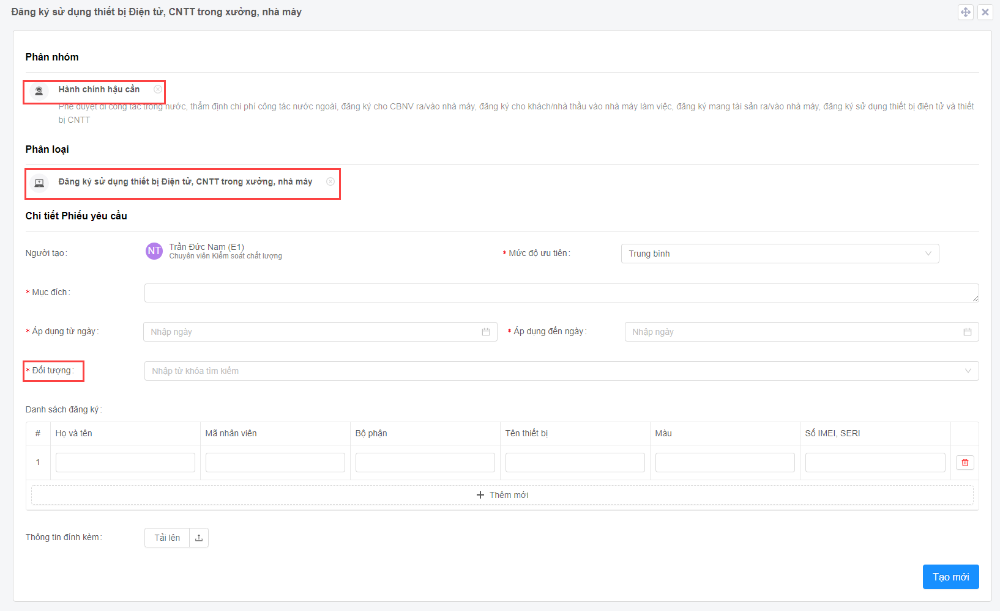 Đăng ký sử dụng thiết bị Điện tử, CNTT trong xưởng, nhà máy
Phân nhóm
Hành chính hậu cần
Phê duyệt đi công tác trong nước, thẩm định chi phí công tác nước ngoài, đăng ký cho CBNV ra/vào nhà máy, đăng ký cho khách/nhà thầu vào nhà máy làm việc, đăng ký mang tài sản ra/vào nhà máy, đăng ký sử dụng thiết bị điện tử và thiết
bị CNTT
Phân loại
Đăng ký sử dụng thiết bị Điện tử, CNTT trong xưởng, nhà máy
Chi tiết Phiếu yêu cầu
Người tạo:
NT
Trần Đức Nam (E1)
Chuyên viên Kiểm soát chất lượng
* Mức độ ưu tiên:
Trung bình
* Mục đích:
* Áp dụng từ ngày:
Nhập ngày
* Áp dụng đến ngày:
Nhập ngày
* Đối tượng:
Nhập từ khóa tìm kiếm
Danh sách đăng ký:
# Họ và tên Mã nhân viên Bộ phận Tên thiết bị Màu Số IMEI, SERI
1
+ Thêm mới
Thông tin đính kèm:
Tải lên
Tạo mới